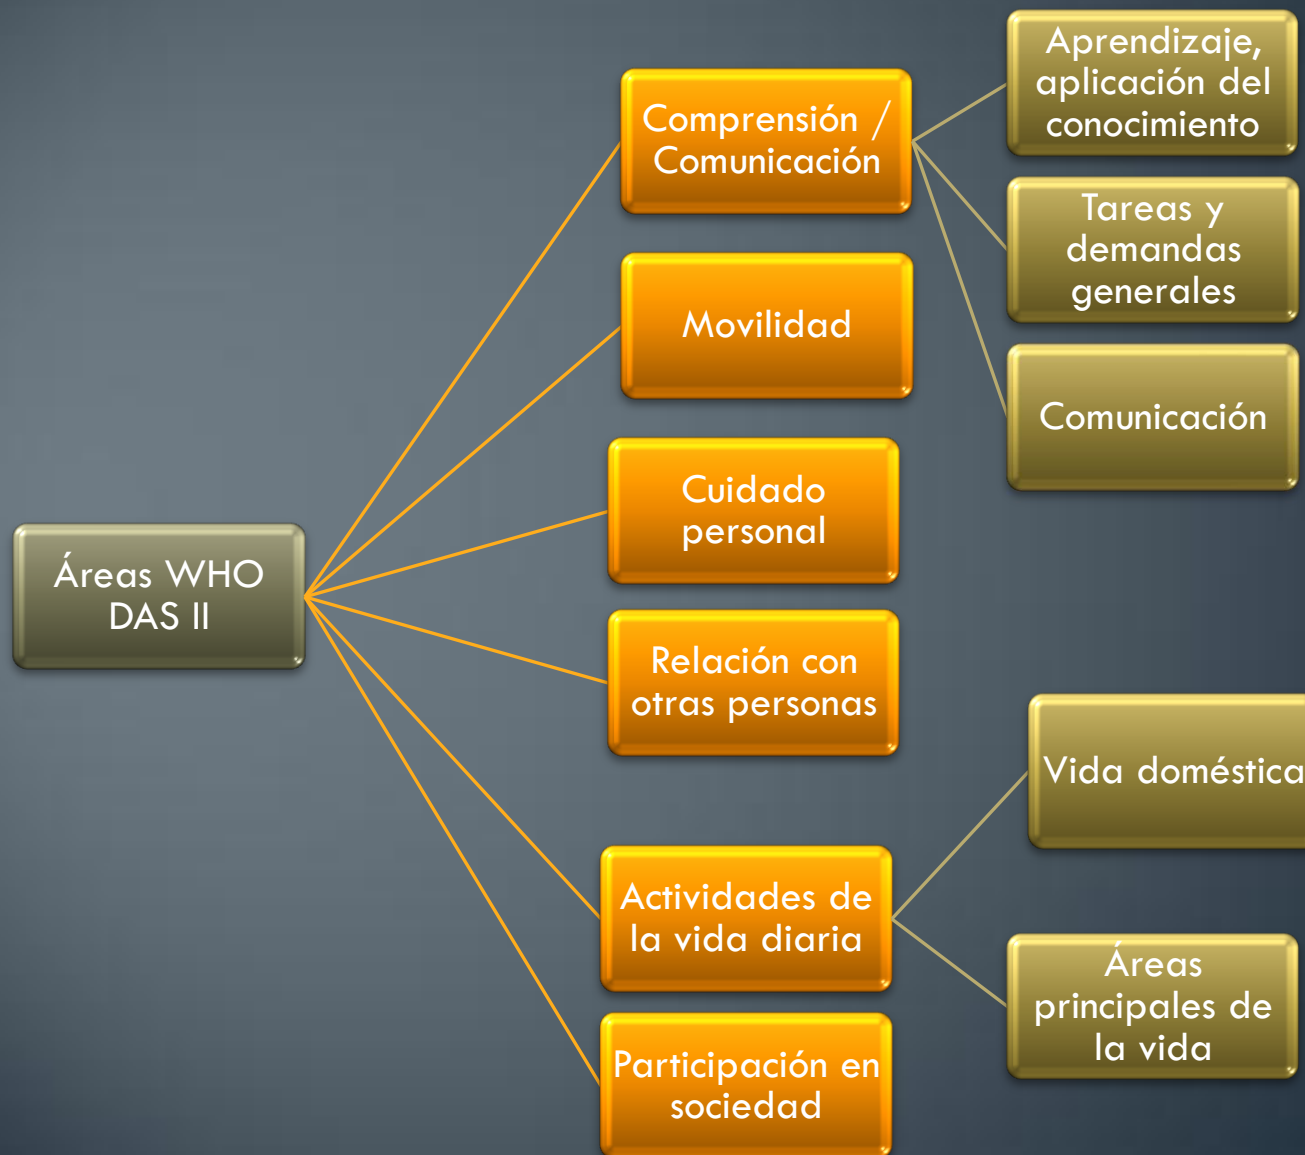 Áreas WHO
DAS II
Comprensión /
Comunicación
Aprendizaje,
aplicación del
conocimiento
Tareas y
demandas
generales
Comunicación
Movilidad
Cuidado
personal
Relación con
otras personas
Actividades de
la vida diaria
Vida doméstica
Áreas
principales de
la vida
Participación en
sociedad